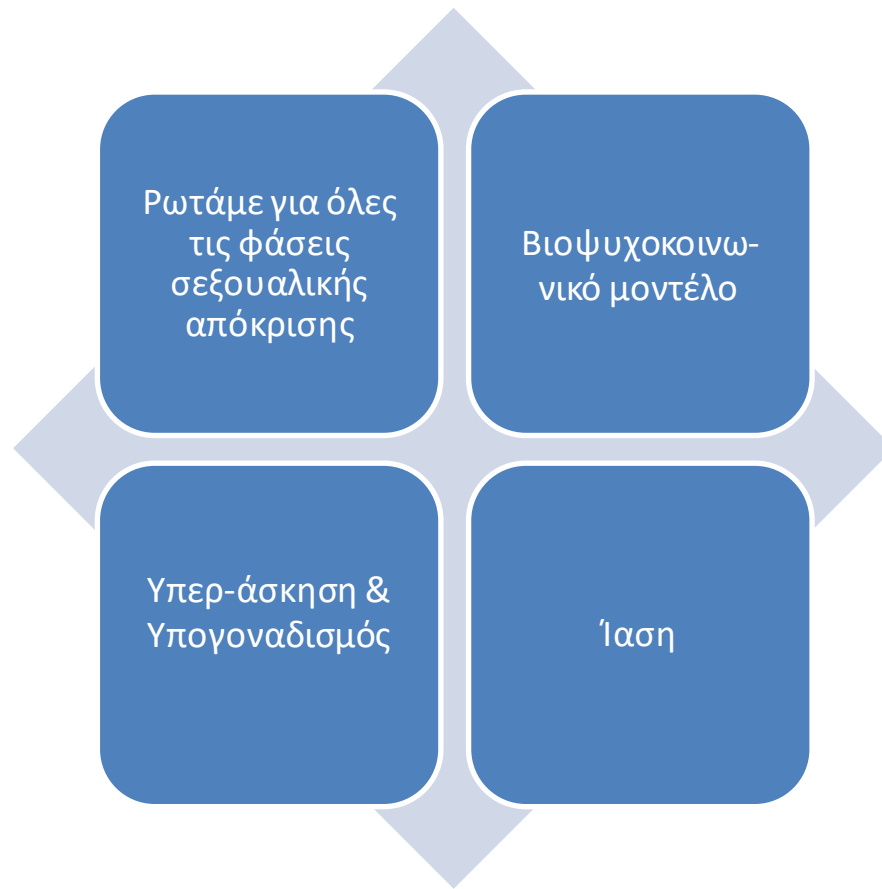 Ρωτάμε για όλες
τις φάσεις
σεξουαλικής
απόκρισης
Βιοψυχοκοινω-
νικό μοντέλο
Υπερ-άσκηση &
Υπογοναδισμός
Ίαση